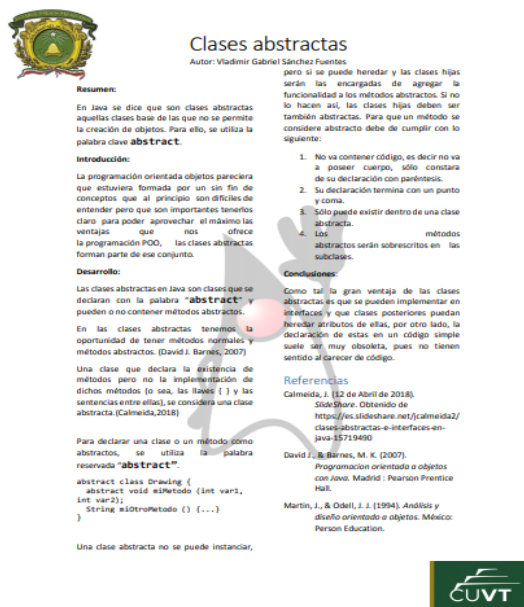 Clases abstractas
Autor: Vladimir Gabriel Sánchez Fuentes
Resumen:
En Java se dice que son clases abstractas
aquellas clases base de las que no se permite
la creación de objetos. Para ello, se utiliza la
palabra clave abstract.
Introducción:
La programación orientada objetos pareciera
que estuviera formada por un sin fin de
conceptos que al principio son difíciles de
entender pero que son importantes tenerlos
claro para poder aprovechar el máximo las
ventajas que nos ofrece
la programación POO, las clases abstractas
forman parte de ese conjunto.
Desarrollo:
Las clases abstractas en Java son clases que se
declaran con la palabra "abstract" y
pueden o no contener métodos abstractos.
En las clases abstractas tenemos la
oportunidad de tener métodos normales y
métodos abstractos. (David J. Barnes, 2007)
Una clase que declara la existencia de
métodos pero no la implementación de
dichos métodos (o sea, las llaves { } y las
sentencias entre ellas), se considera una clase
abstracta.(Calmeida,2018)
Para declarar una clase o un método como
abstractos, se utiliza la palabra
reservada "abstract".
abstract class Drawing {
abstract void miMetodo (int var1,
int var2);
String miOtroMetodo () {...}
}
Una clase abstracta no se puede instanciar,
pero si se puede heredar y las clases hijas
serán las encargadas de agregar la
funcionalidad a los métodos abstractos. Si no
lo hacen así, las clases hijas deben ser
también abstractas. Para que un método se
considere abstracto debe de cumplir con lo
siguiente:
1. No va contener código, es decir no va
a poseer cuerpo, sólo constara
de su declaración con paréntesis.
2. Su declaración termina con un punto
y coma.
3. Sólo puede existir dentro de una clase
abstracta.
4. Los métodos
abstractos serán sobrescritos en las
subclases.
Conclusiones:
Como tal la gran ventaja de las clases
abstractas es que se pueden implementar en
interfaces y que clases posteriores puedan
heredar atributos de ellas, por otro lado, la
declaración de estas en un código simple
suele ser muy obsoleta, pues no tienen
sentido al carecer de código.
Referencias
Calmeida, J. (12 de Abril de 2018).
SlideShare. Obtenido de
https://es.slideshare.net/jcalmeida2/
clases-abstractas-e-interfaces-en-
java-15719490
David J., & Barnes, M. K. (2007).
Programacion orientada a objetos
con Java. Madrid : Pearson Prentice
Hall.
Martin, J., & Odell, J. J. (1994). Análisis y
diseño orientado a objetos. México:
Person Education.
CUVT